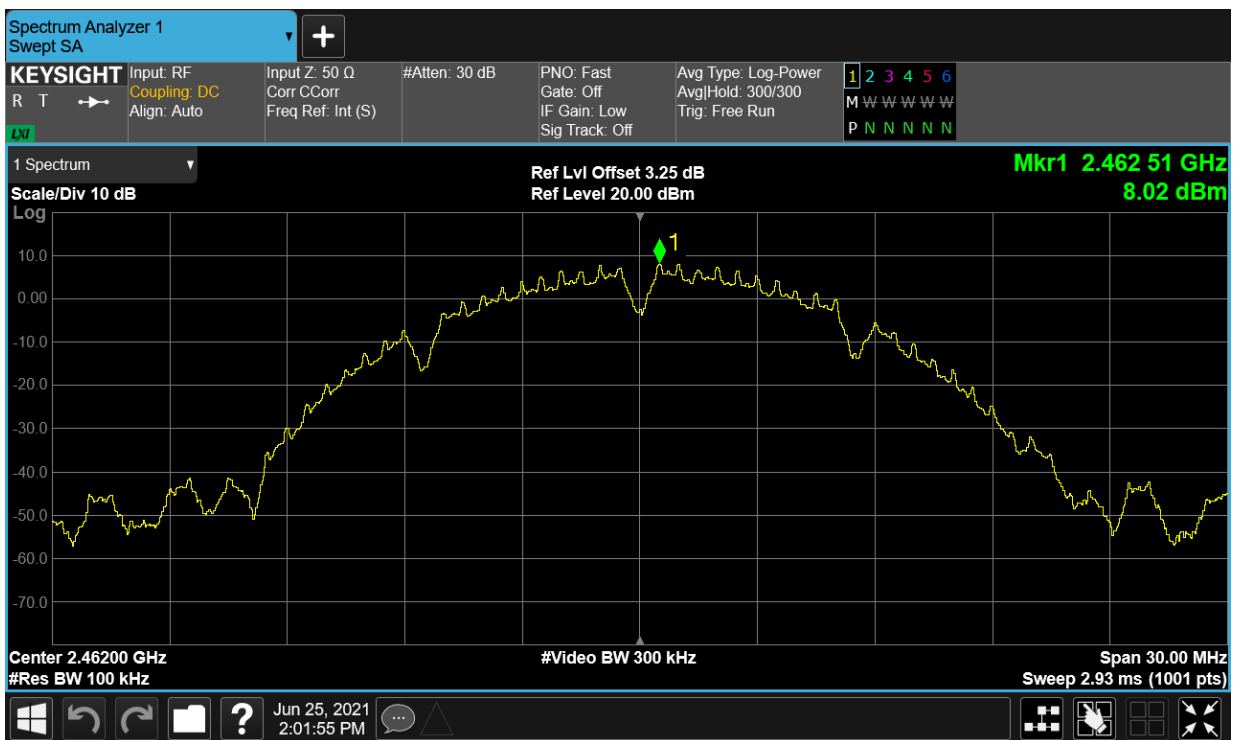 Spectrum Analyzer 1
Swept SA
▼
+
KEYSIGHT
R T
LXI
Input: RF
Coupling: DC
Align: Auto
Input Z: 50 Ω
Corr CCorr
Freq Ref: Int (S)
#Atten: 30 dB
PNO: Fast
Gate: Off
IF Gain: Low
Sig Track: Off
Avg Type: Log-Power
Avg|Hold: 300/300
Trig: Free Run
1 2 3 4 5 6
M W W W W W
P N N N N N
1 Spectrum ▼
Scale/Div 10 dB
Log
Ref Lvl Offset 3.25 dB
Ref Level 20.00 dBm
Mkr1 2.462 51 GHz
8.02 dBm
1
10.0
0.00
-10.0
-20.0
-30.0
-40.0
-50.0
-60.0
-70.0
Center 2.46200 GHz
#Res BW 100 kHz
#Video BW 300 kHz
Span 30.00 MHz
Sweep 2.93 ms (1001 pts)
?
Jun 25, 2021
2:01:55 PM